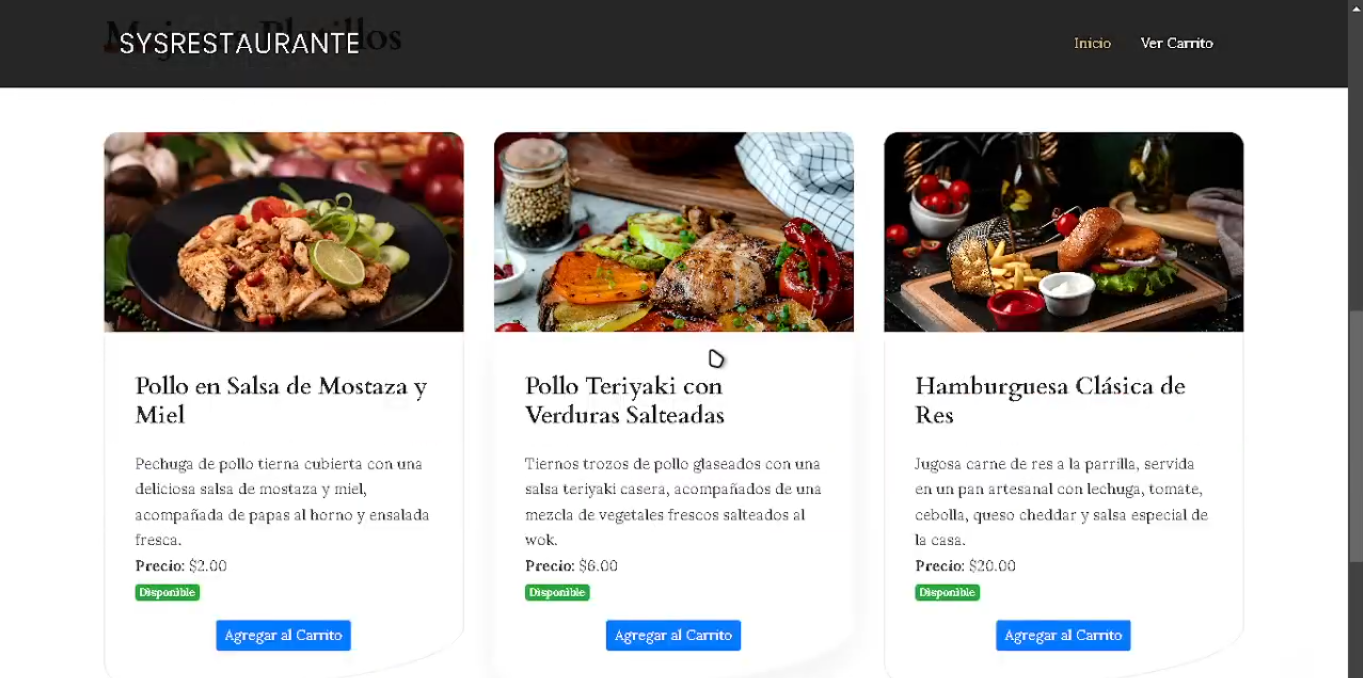 Mejores Platillos
SYSRESTAURANTE
Inicio
Ver Carrito
Pollo en Salsa de Mostaza y
Miel
Pechuga de pollo tierna cubierta con una
deliciosa salsa de mostaza y miel,
acompañada de papas al horno y ensalada
fresca.
Precio: $2.00
Disponible
Agregar al Carrito
Pollo Teriyaki con
Verduras Salteadas
Tiernos trozos de pollo glaseados con una
salsa teriyaki casera, acompañados de una
mezcla de vegetales frescos salteados al
wok.
Precio: $6.00
Disponible
Agregar al Carrito
Hamburguesa Clásica de
Res
Jugosa carne de res a la parrilla, servida
en un pan artesanal con lechuga, tomate,
cebolla, queso cheddar y salsa especial de
la casa.
Precio: $20.00
Disponible
Agregar al Carrito